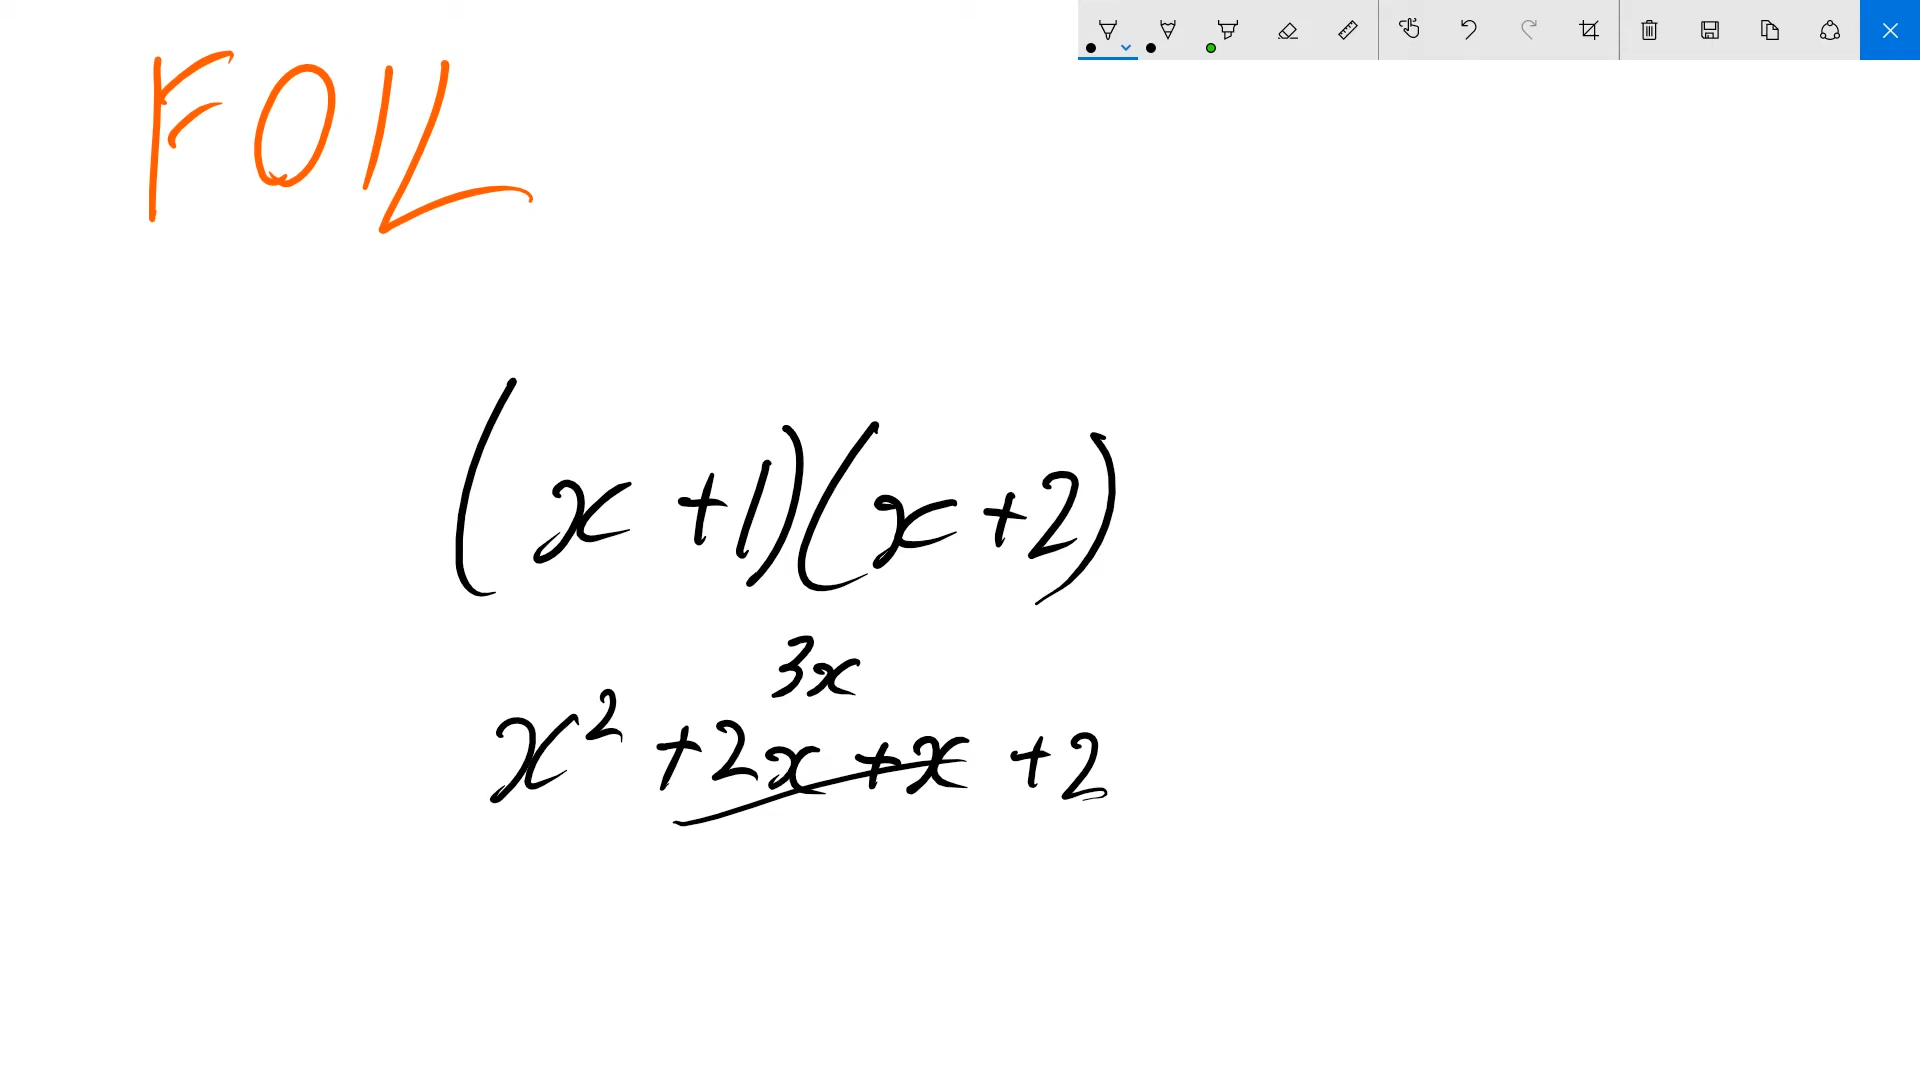 FOIL
(x +1)(x +2)
3x
x² +2x +x +2